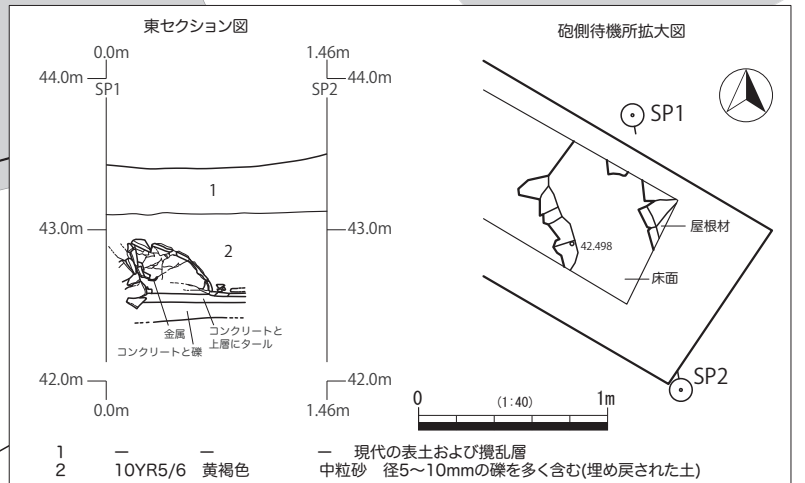 東セクション図
0.0m 1.46m
44.0m 44.0m
SP1 SP2
1
43.0m 43.0m
2
金属
コンクリートと
上層にタール
コンクリートと礫
42.0m 42.0m
0.0m 1.46m
砲側待機所拡大図
SP1
屋根材
42.498
床面
SP2
0 (1:40) 1m
1 — — — 現代の表土および攪乱層
2 10YR5/6 黄褐色 中粒砂 径5〜10mmの礫を多く含む(埋め戻された土)